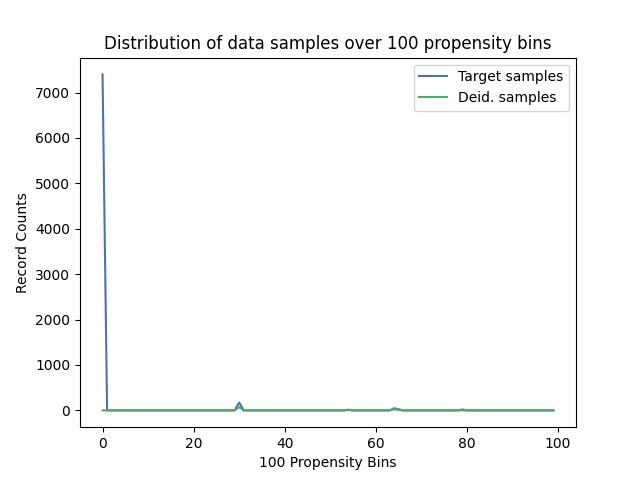 Distribution of data samples over 100 propensity bins
Target samples
Deid. samples
Record Counts
7000
6000
5000
4000
3000
2000
1000
0
0 20 40 60 80 100
100 Propensity Bins